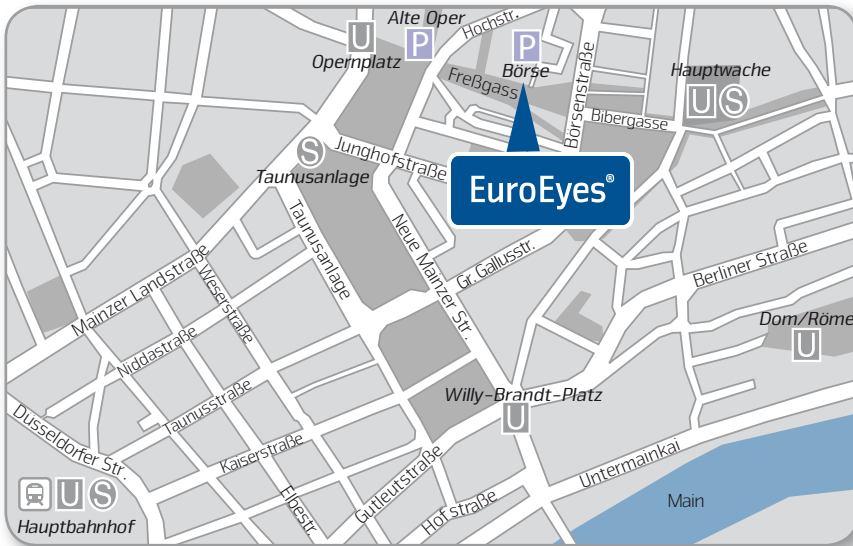 Alte Oper
Hochstr.
U
P
P
Opernplatz
Börse
Börsenstraße
Hauptwache
Freßgass
U S
Bibergasse
S
Junghofstraße
Taunusanlage
EuroEyes®
Taunusanlage
Neue Mainzer Str.
Gr. Gallusstr.
Berliner Straße
Mainzer Landstraße
Weserstraße
Dom/Röme
U
Niddastraße
Willy-Brandt-Platz
U
Taunusstraße
Düsseldorfer Str.
Kaiserstraße
Gutleutstraße
Untermainkai
Elbestr.
Hofstraße
Main
U S
Hauptbahnhof